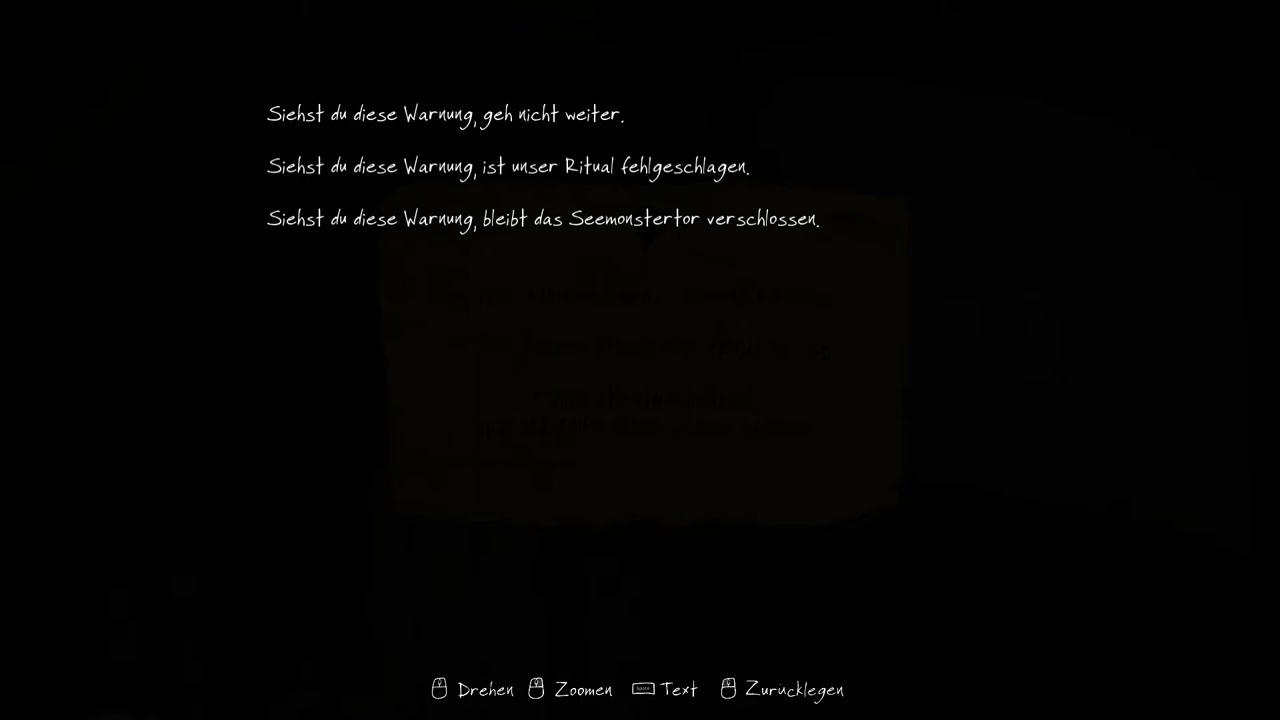 Siehst du diese Warnung, geh nicht weiter.
Siehst du diese Warnung, ist unser Ritual fehlgeschlagen.
Siehst du diese Warnung, bleibt das Seemonstertor verschlossen.
Drehen Zoomen Text Zurücklegen